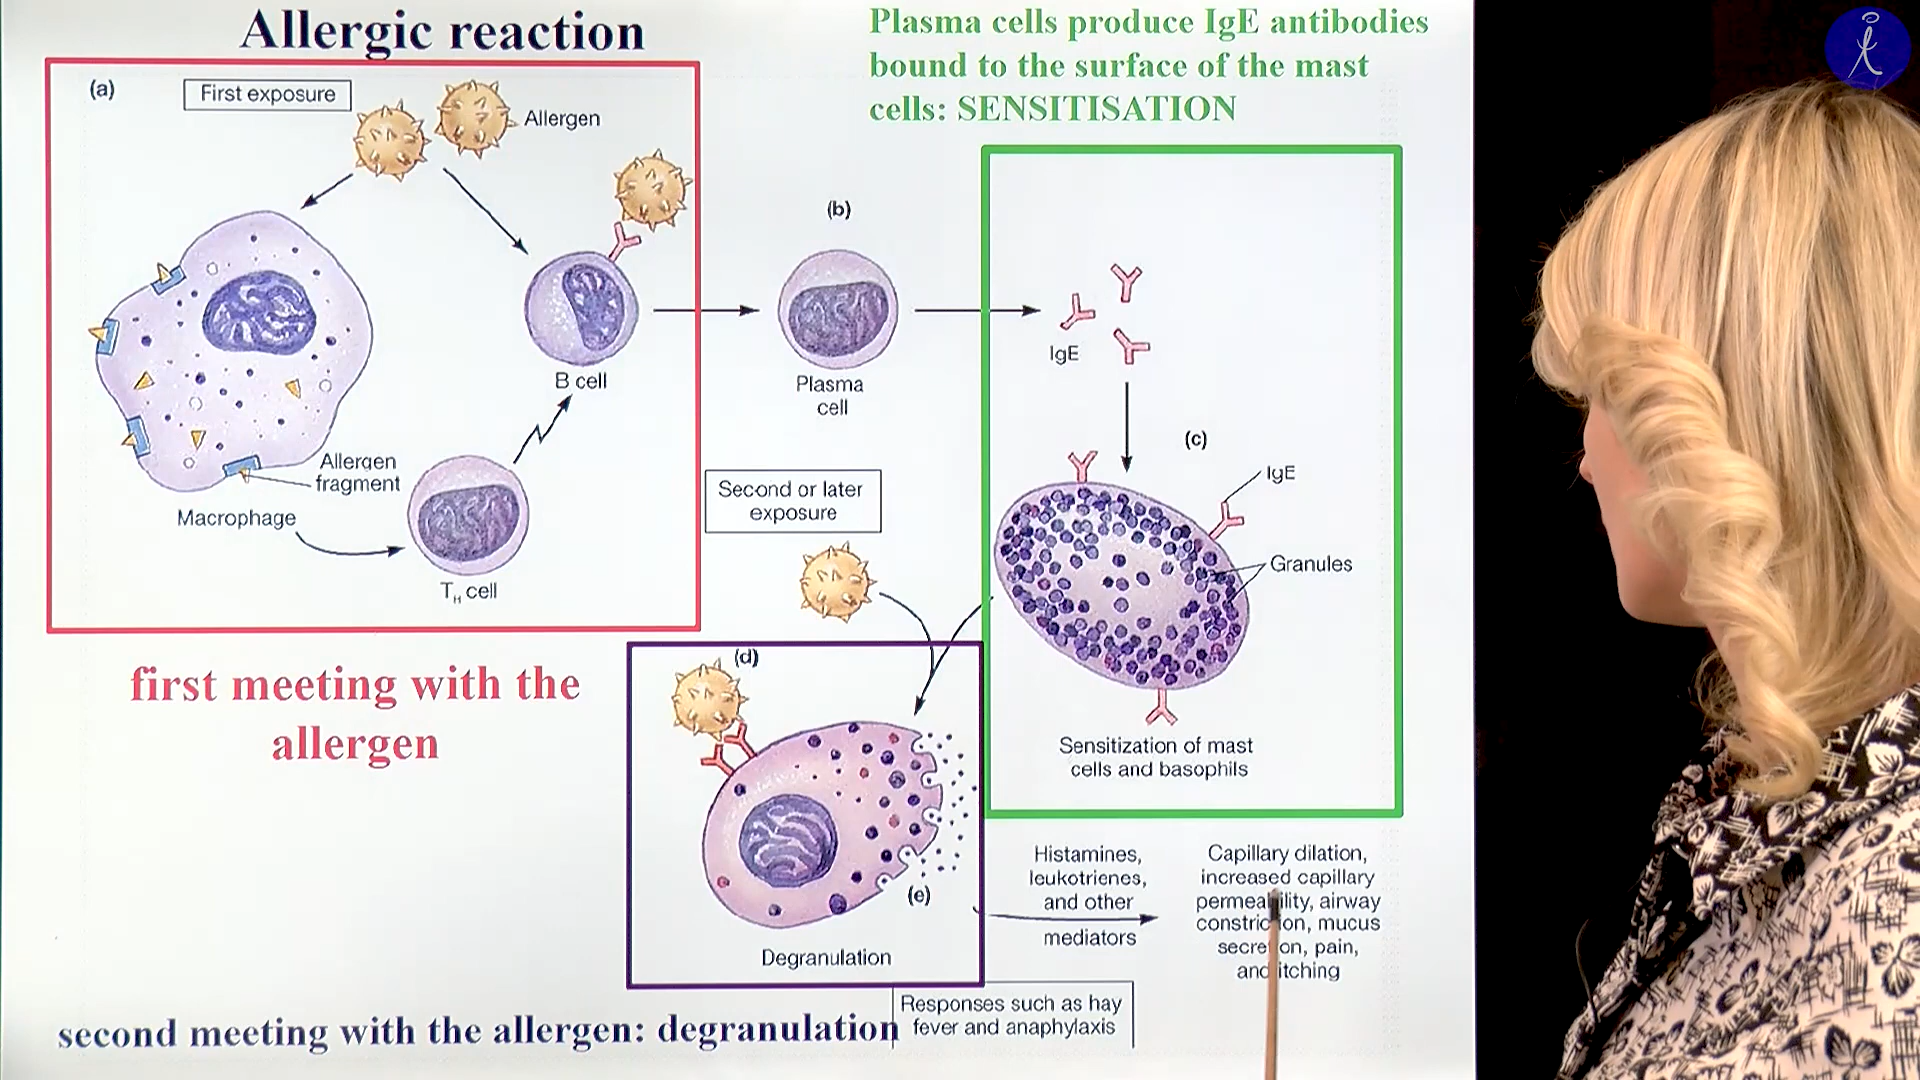 Allergic reaction
Plasma cells produce IgE antibodies
bound to the surface of the mast
cells: SENSITISATION
(a)
First exposure
Allergen
(b)
B cell
Plasma
cell
IgE
(c)
IgE
Allergen
fragment
Macrophage
Second or later
exposure
Granules
TH cell
first meeting with the
allergen
(d)
Sensitization of mast
cells and basophils
(e)
Degranulation
Histamines,
leukotrienes,
and other
mediators
Capillary dilation,
increased capillary
permeability, airway
constriction, mucus
secretion, pain,
and itching
second meeting with the allergen: degranulation
Responses such as hay
fever and anaphylaxis